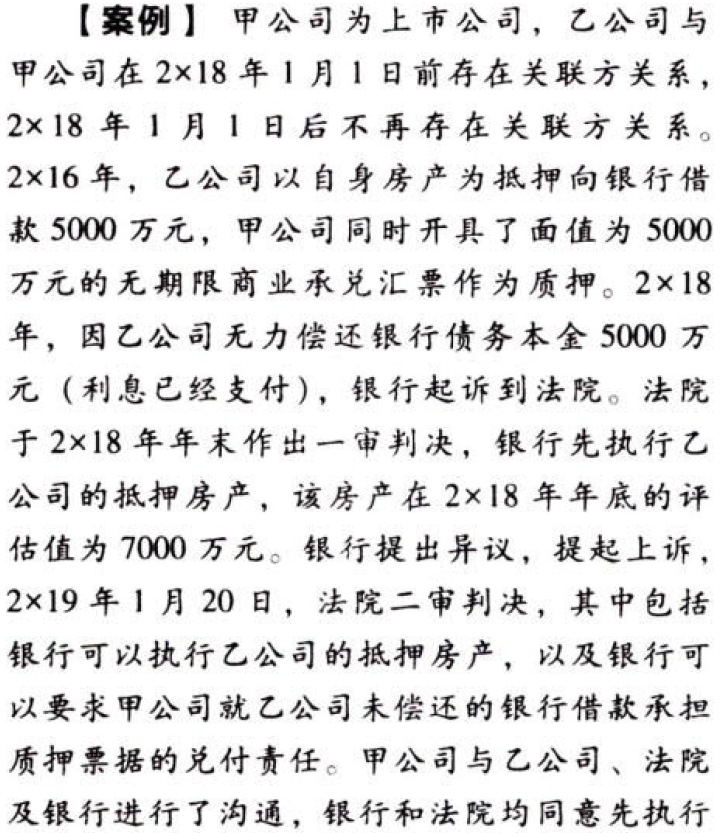 【案例】 甲公司为上市公司，乙公司与
甲公司在 2×18 年 1 月 1 日前存在关联方关系，
2×18 年 1 月 1 日后不再存在关联方关系。
2×16 年，乙公司以自身房产为抵押向银行借
款 5000 万元，甲公司同时开具了面值为 5000
万元的无期限商业承兑汇票作为质押。2×18
年，因乙公司无力偿还银行债务本金 5000 万
元（利息已经支付），银行起诉到法院。法院
于 2×18 年年末作出一审判决，银行先执行乙
公司的抵押房产，该房产在 2×18 年年底的评
估值为 7000 万元。银行提出异议，提起上诉，
2×19 年 1 月 20 日，法院二审判决，其中包括
银行可以执行乙公司的抵押房产，以及银行可
以要求甲公司就乙公司未偿还的银行借款承担
质押票据的兑付责任。甲公司与乙公司、法院
及银行进行了沟通，银行和法院均同意先执行